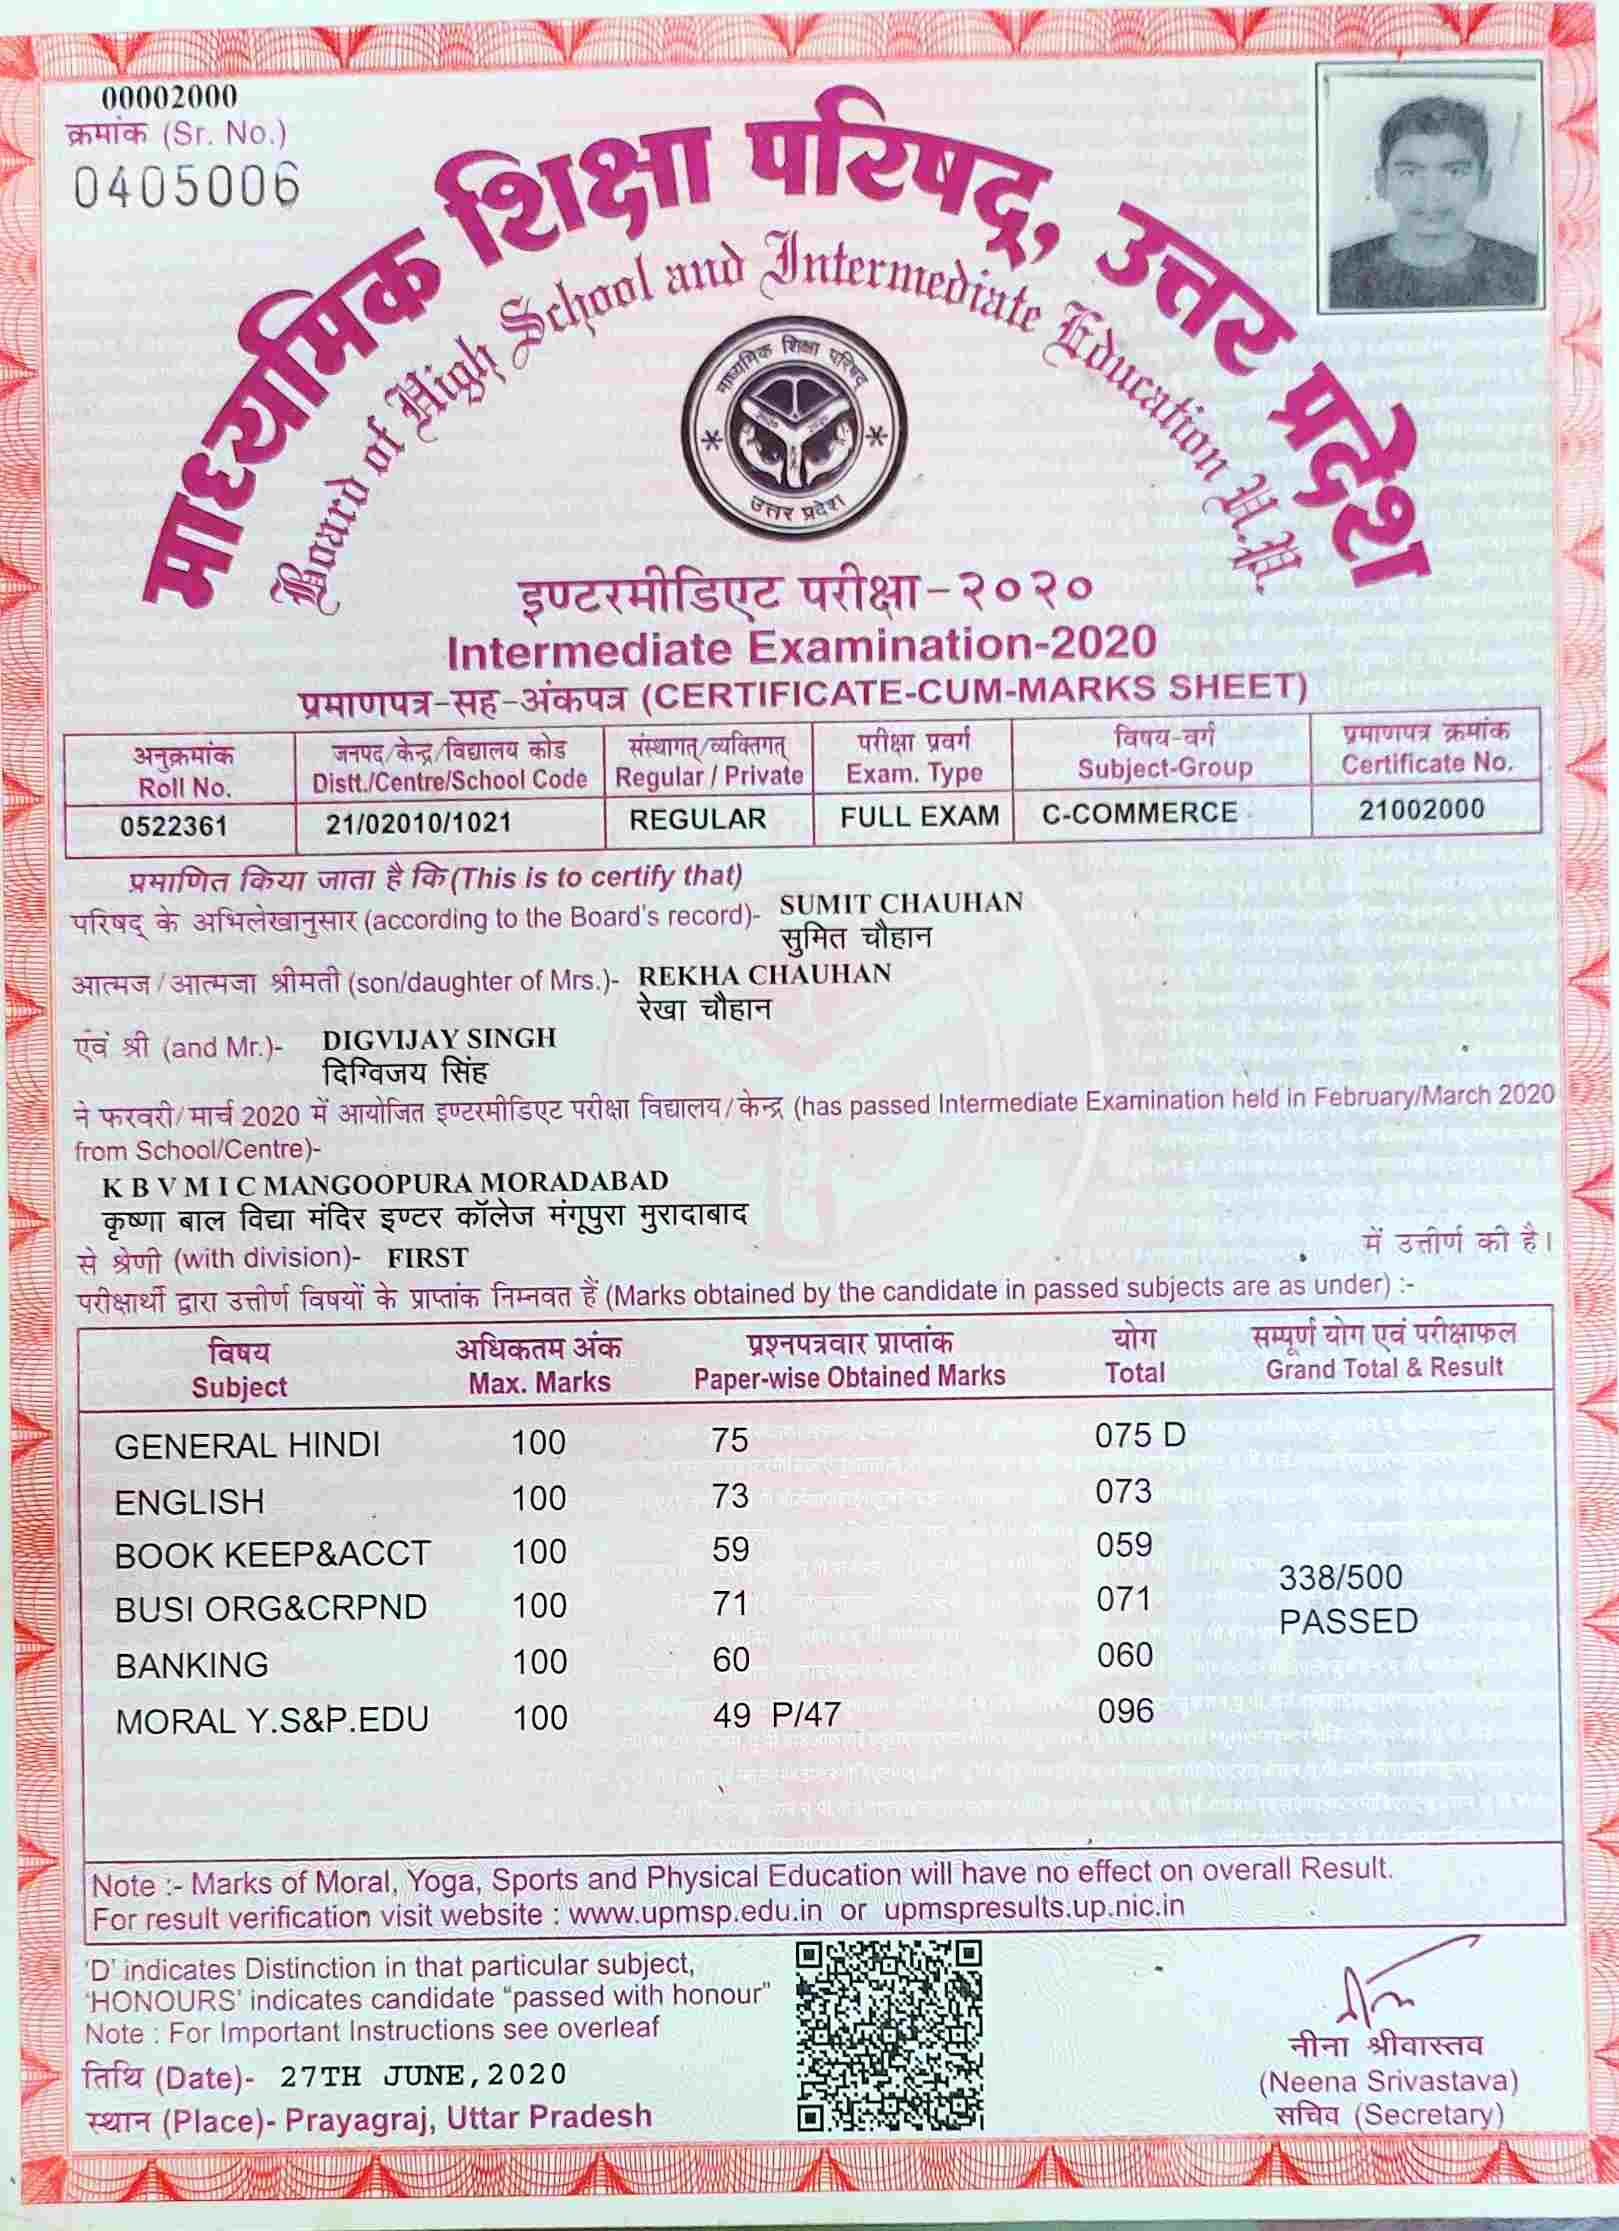 00002000
क्रमांक (Sr. No.)
0405006
माध्यमिक शिक्षा परिषद्, उत्तर प्रदेश
Board of High School and Intermediate Education U.P.
माध्यमिक शिक्षा परिषद
उत्तर प्रदेश
इण्टरमीडिएट परीक्षा-२०२०
Intermediate Examination-2020
प्रमाणपत्र-सह-अंकपत्र (CERTIFICATE-CUM-MARKS SHEET)
अनुक्रमांक जनपद/केन्द्र/विद्यालय कोड संस्थागत्/व्यक्तिगत् परीक्षा प्रवर्ग विषय-वर्ग प्रमाणपत्र क्रमांक
Roll No. Distt./Centre/School Code Regular / Private Exam. Type Subject-Group Certificate No.
0522361 21/02010/1021 REGULAR FULL EXAM C-COMMERCE 21002000
प्रमाणित किया जाता है कि (This is to certify that)
परिषद् के अभिलेखानुसार (according to the Board's record)- SUMIT CHAUHAN
सुमित चौहान
आत्मज/आत्मजा श्रीमती (son/daughter of Mrs.)- REKHA CHAUHAN
रेखा चौहान
एवं श्री (and Mr.)- DIGVIJAY SINGH
दिग्विजय सिंह
ने फरवरी/मार्च 2020 में आयोजित इण्टरमीडिएट परीक्षा विद्यालय/केन्द्र (has passed Intermediate Examination held in February/March 2020
from School/Centre)-
K B V M I C MANGOOPURA MORADABAD
कृष्णा बाल विद्या मंदिर इण्टर कॉलेज मंगूपुरा मुरादाबाद
से श्रेणी (with division)- FIRST में उत्तीर्ण की है।
परीक्षार्थी द्वारा उत्तीर्ण विषयों के प्राप्तांक निम्नवत हैं (Marks obtained by the candidate in passed subjects are as under) :-
विषय अधिकतम अंक प्रश्नपत्रवार प्राप्तांक योग सम्पूर्ण योग एवं परीक्षाफल
Subject Max. Marks Paper-wise Obtained Marks Total Grand Total & Result
GENERAL HINDI 100 75 075 D
ENGLISH 100 73 073
BOOK KEEP&ACCT 100 59 059
338/500
BUSI ORG&CRPND 100 71 071
PASSED
BANKING 100 60 060
MORAL Y.S&P.EDU 100 49 P/47 096
Note :- Marks of Moral, Yoga, Sports and Physical Education will have no effect on overall Result.
For result verification visit website : www.upmsp.edu.in or upmspresults.up.nic.in
'D' indicates Distinction in that particular subject,
'HONOURS' indicates candidate "passed with honour"
Note : For Important Instructions see overleaf
तिथि (Date)- 27TH JUNE,2020
स्थान (Place)- Prayagraj, Uttar Pradesh
नीना श्रीवास्तव
(Neena Srivastava)
सचिव (Secretary)